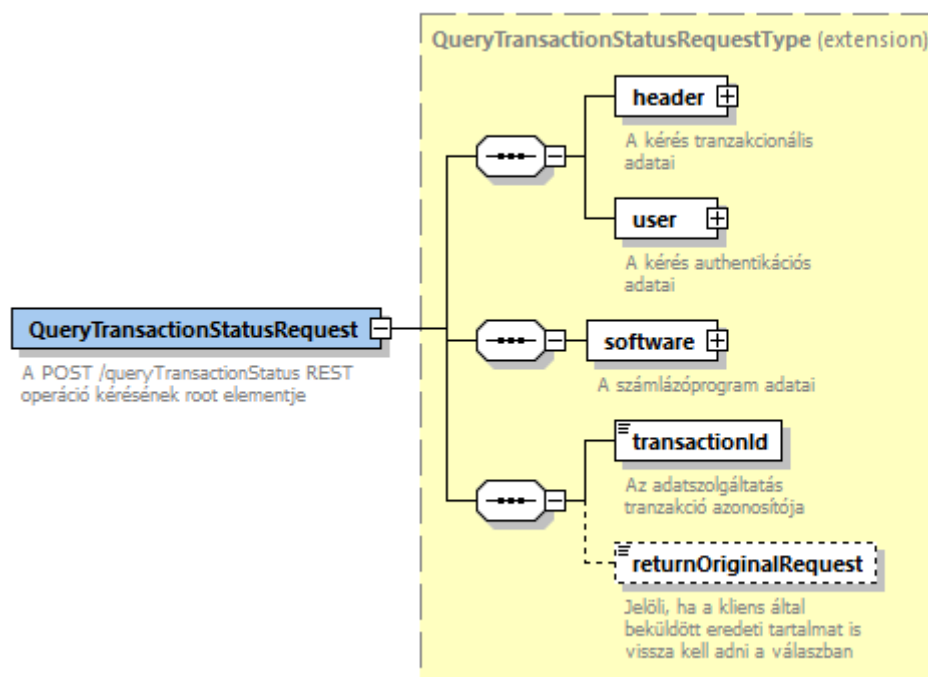 QueryTransactionStatusRequestType (extension)
header
A kérés tranzakcionális
adatai
user
A kérés authentikációs
adatai
QueryTransactionStatusRequest
A POST /queryTransactionStatus REST
operáció kérésének root elementje
software
A számlázóprogram adatai
transactionId
Az adatszolgáltatás
tranzakció azonosítója
returnOriginalRequest
Jelöli, ha a kliens által
beküldött eredeti tartalmat is
vissza kell adni a válaszban